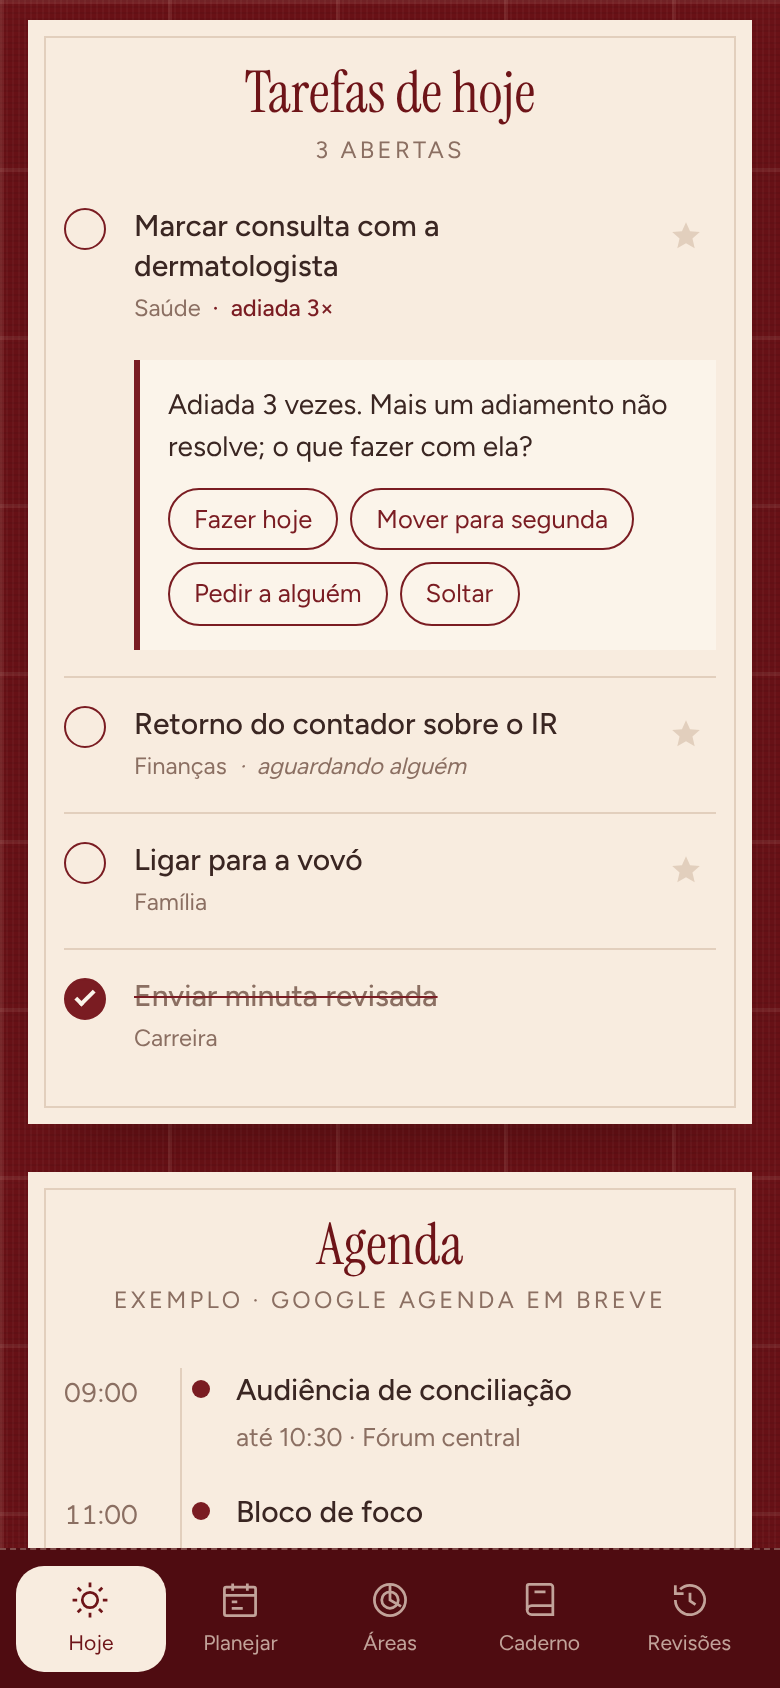 Tarefas de hoje
3 ABERTAS
Marcar consulta com a
dermatologista
Saúde · adiada 3×
Adiada 3 vezes. Mais um adiamento não
resolve; o que fazer com ela?
Fazer hoje
Mover para segunda
Pedir a alguém
Soltar
Retorno do contador sobre o IR
Finanças · aguardando alguém
Ligar para a vovó
Família
Enviar minuta revisada
Carreira
Agenda
EXEMPLO · GOOGLE AGENDA EM BREVE
09:00
Audiência de conciliação
até 10:30 · Fórum central
11:00
Bloco de foco
Hoje
Planejar
Áreas
Caderno
Revisões